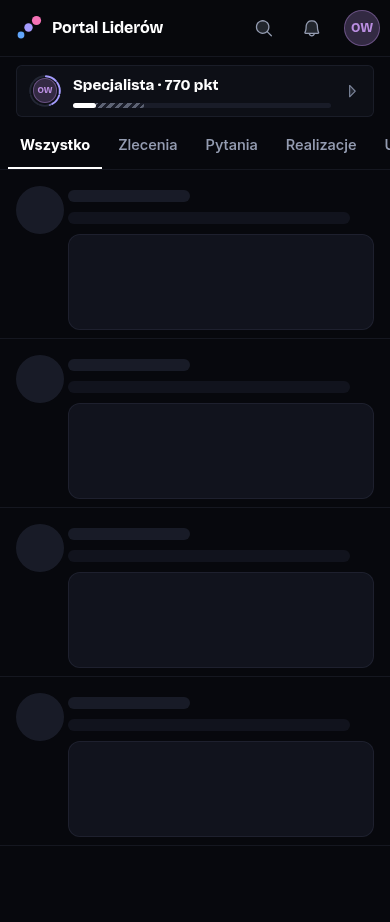 Portal Liderów
OW
OW
Specjalista · 770 pkt
Wszystko
Zlecenia
Pytania
Realizacje